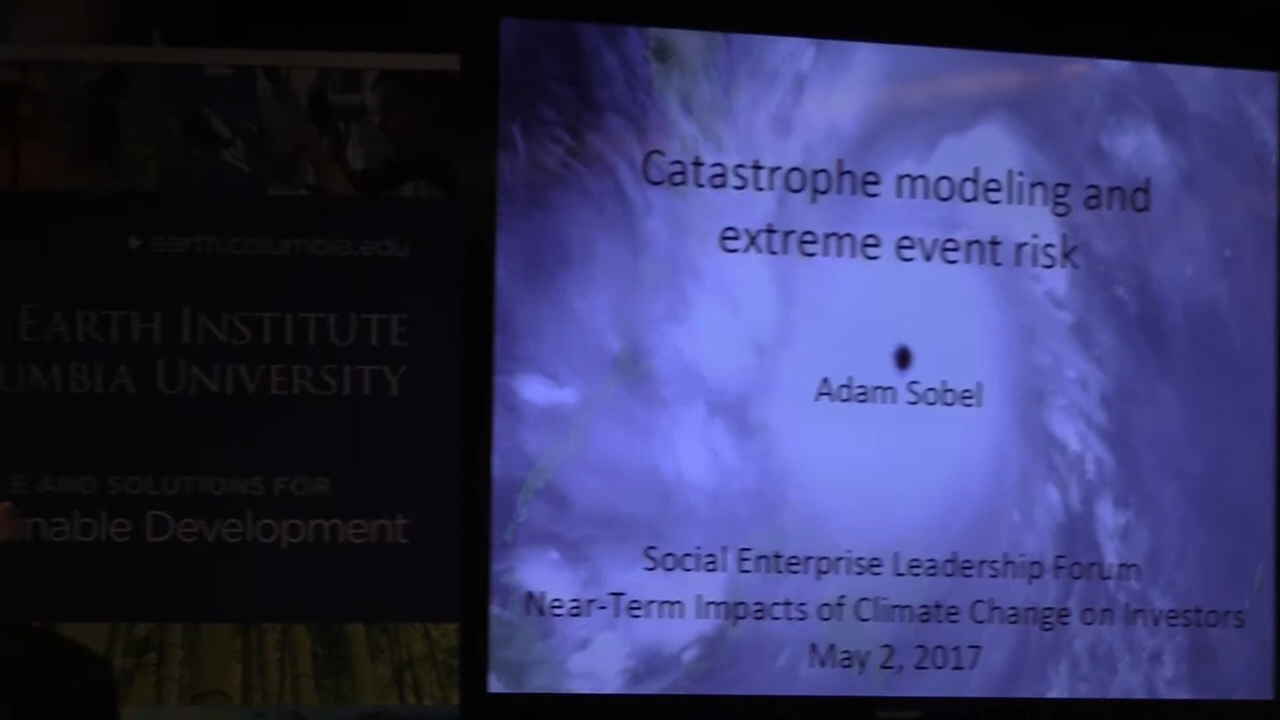 earth.columbia.edu
EARTH INSTITUTE
UMBIA UNIVERSITY
E AND SOLUTIONS FOR
inable Development
Catastrophe modeling and
extreme event risk
Adam Sobel
Social Enterprise Leadership Forum
Near-Term Impacts of Climate Change on Investors
May 2, 2017